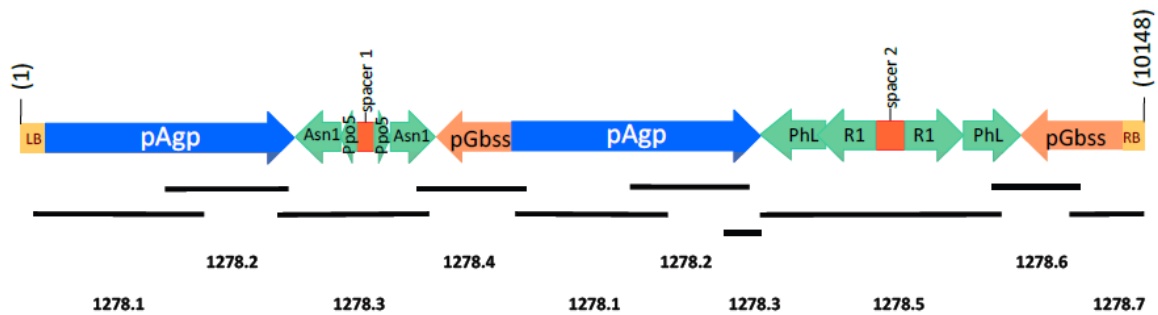 (1)
spacer 1
spacer 2
(10148)
LB pAgp Asn1 Ppo5 Ppo5 Asn1 pGbss pAgp PhL R1 R1 PhL pGbss RB
1278.2 1278.4 1278.2 1278.6
1278.1 1278.3 1278.1 1278.3 1278.5 1278.7